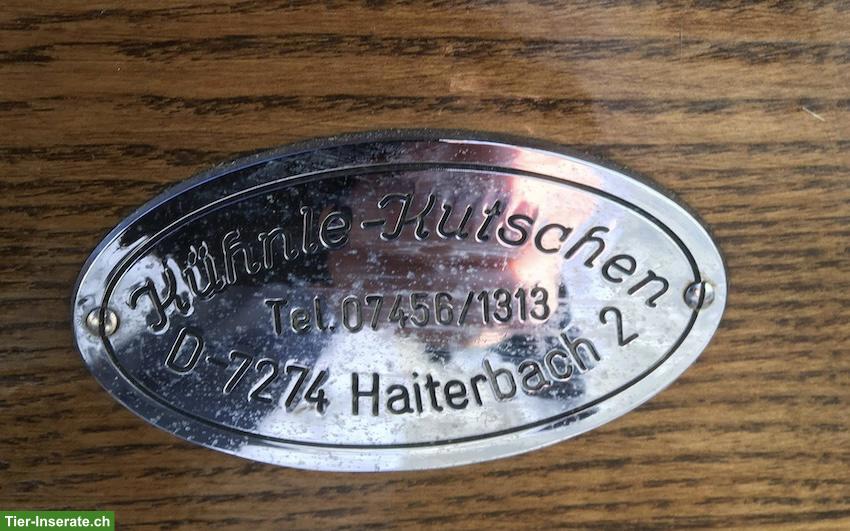 Kühnle-Kutschen
Tel. 07456/1313
D-7274 Haiterbach 2
Tier-Inserate.ch